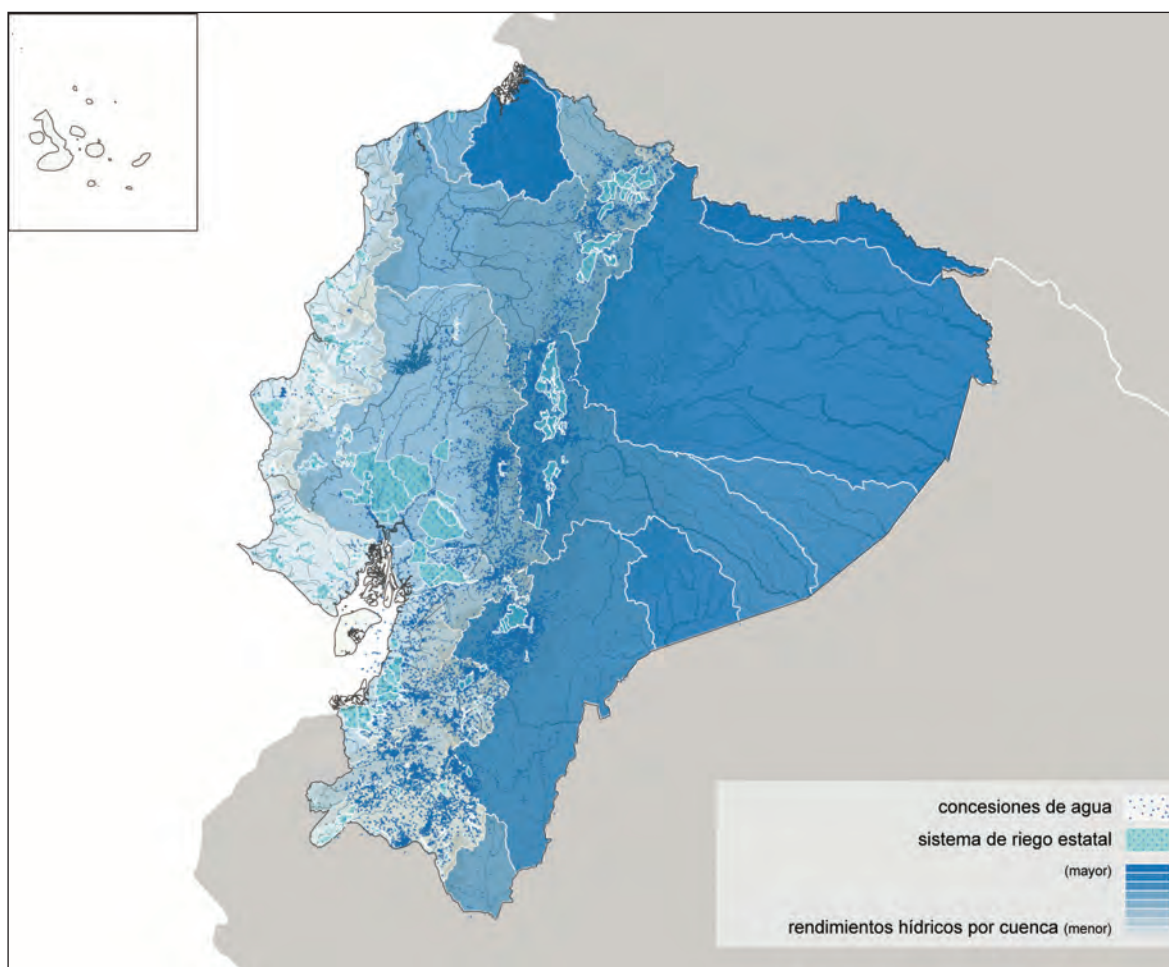 concesiones de agua
sistema de riego estatal
(mayor)
rendimientos hídricos por cuenca (menor)